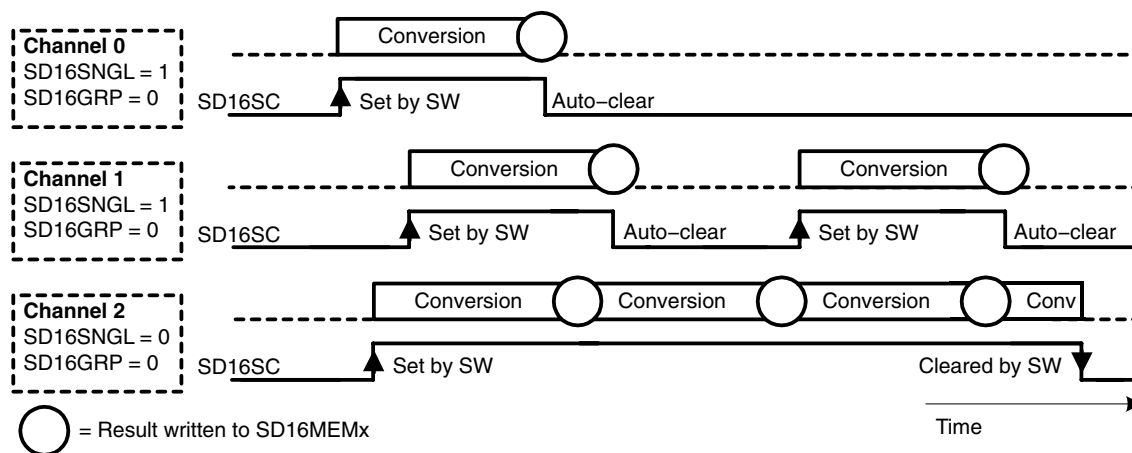 Channel 0
SD16SNGL = 1
SD16GRP = 0
Conversion
SD16SC
Set by SW
Auto−clear
Channel 1
SD16SNGL = 1
SD16GRP = 0
Conversion
Conversion
SD16SC
Set by SW
Auto−clear
Set by SW
Auto−clear
Channel 2
SD16SNGL = 0
SD16GRP = 0
Conversion
Conversion
Conversion
Conv
SD16SC
Set by SW
Cleared by SW
= Result written to SD16MEMx
Time